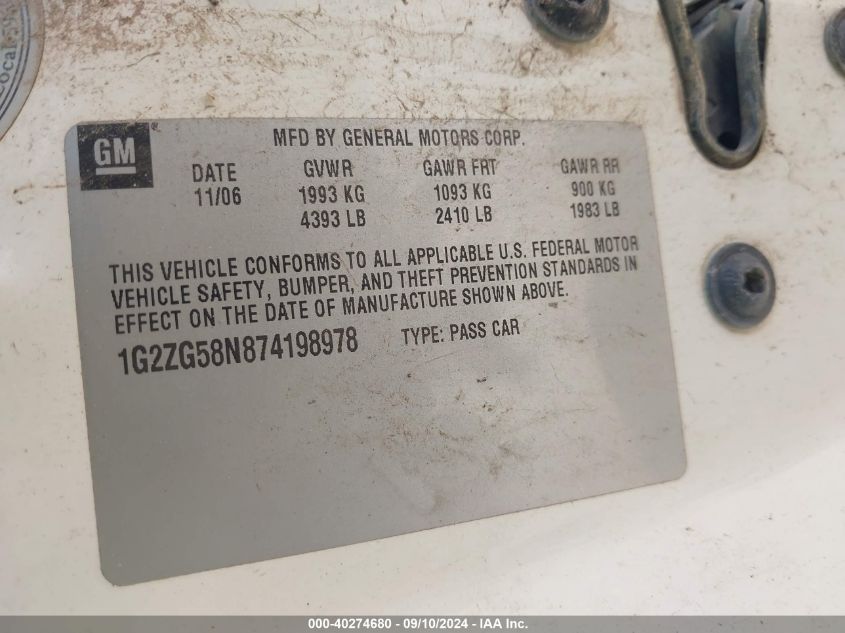 Local 5960
GM
MFD BY GENERAL MOTORS CORP.
DATE GVWR GAWR FRT GAWR RR
11/06 1993 KG 1093 KG 900 KG
4393 LB 2410 LB 1983 LB
THIS VEHICLE CONFORMS TO ALL APPLICABLE U.S. FEDERAL MOTOR
VEHICLE SAFETY, BUMPER, AND THEFT PREVENTION STANDARDS IN
EFFECT ON THE DATE OF MANUFACTURE SHOWN ABOVE.
1G2ZG58N874198978 TYPE: PASS CAR
000-40274680 - 09/10/2024 - IAA Inc.